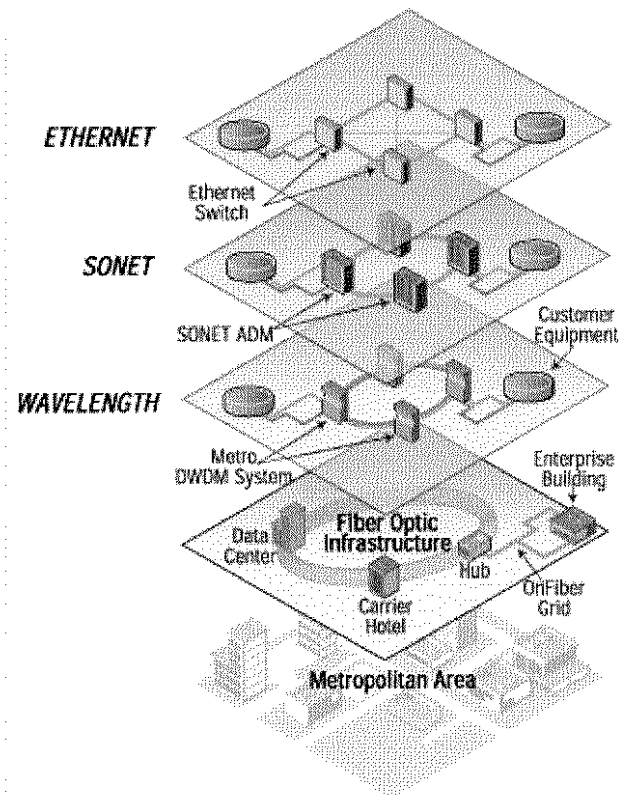 ETHERNET
Ethernet
Switch
SONET
SONET ADM
Customer
Equipment
WAVELENGTH
Metro
DWDM System
Enterprise
Building
Data
Center
Fiber Optic
Infrastructure
Hub
OnFiber
Grid
Carrier
Hotel
Metropolitan Area